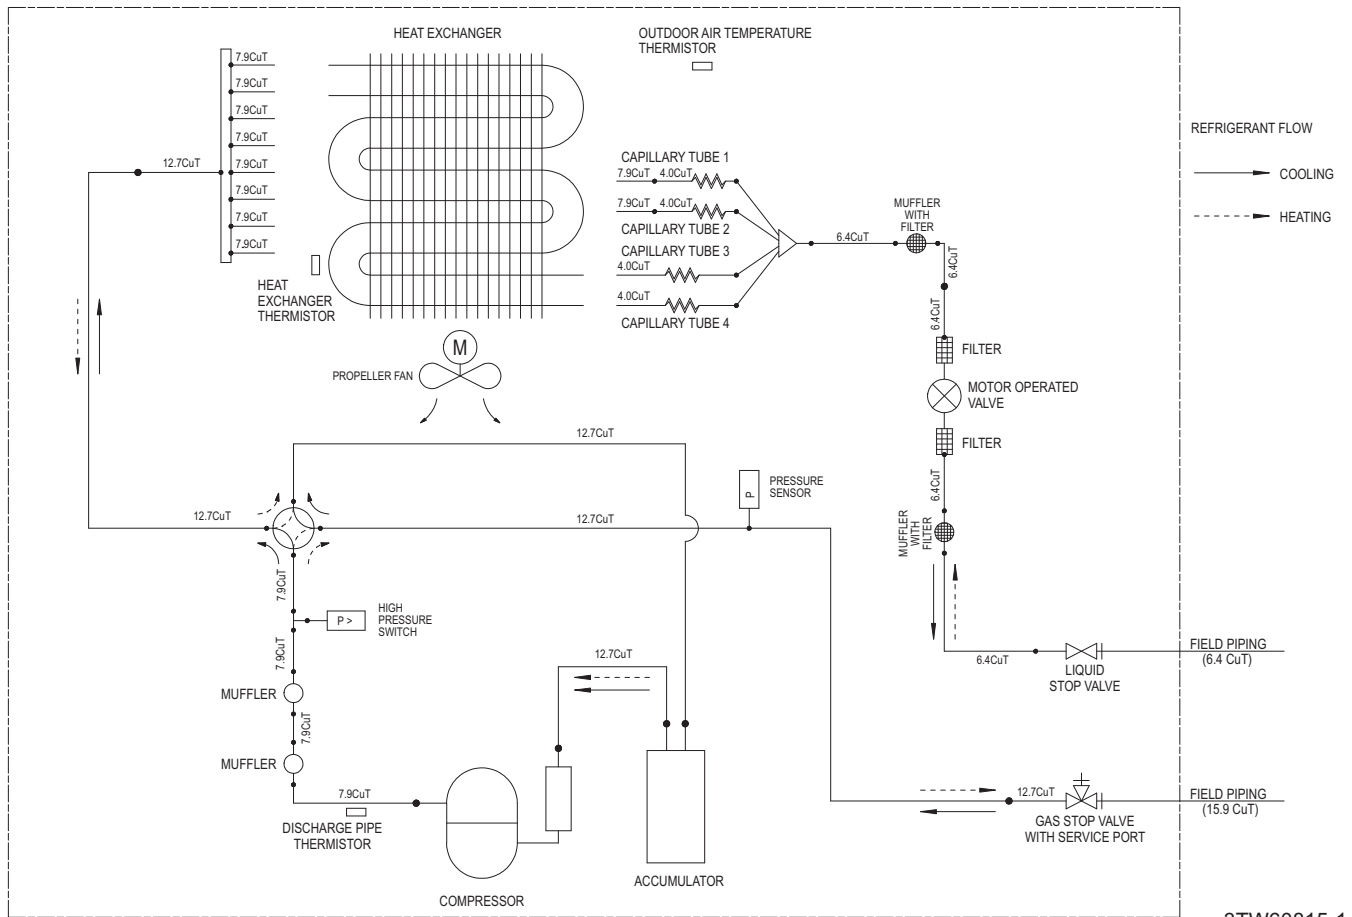 HEAT EXCHANGER
OUTDOOR AIR TEMPERATURE
THERMISTOR
7.9CuT
7.9CuT
7.9CuT
7.9CuT
7.9CuT
7.9CuT
7.9CuT
7.9CuT
12.7CuT
HEAT
EXCHANGER
THERMISTOR
CAPILLARY TUBE 1
7.9CuT 4.0CuT
7.9CuT 4.0CuT
CAPILLARY TUBE 2
CAPILLARY TUBE 3
4.0CuT
4.0CuT
CAPILLARY TUBE 4
6.4CuT
MUFFLER
WITH
FILTER
6.4CuT
6.4CuT
FILTER
MOTOR OPERATED
VALVE
FILTER
6.4CuT
MUFFLER
WITH
FILTER
REFRIGERANT FLOW
COOLING
HEATING
M
PROPELLER FAN
12.7CuT
P
PRESSURE
SENSOR
12.7CuT
12.7CuT
7.9CuT
P >
HIGH
PRESSURE
SWITCH
7.9CuT
MUFFLER
7.9CuT
MUFFLER
7.9CuT
DISCHARGE PIPE
THERMISTOR
COMPRESSOR
12.7CuT
ACCUMULATOR
6.4CuT
LIQUID
STOP VALVE
FIELD PIPING
(6.4 CuT)
12.7CuT
GAS STOP VALVE
WITH SERVICE PORT
FIELD PIPING
(15.9 CuT)